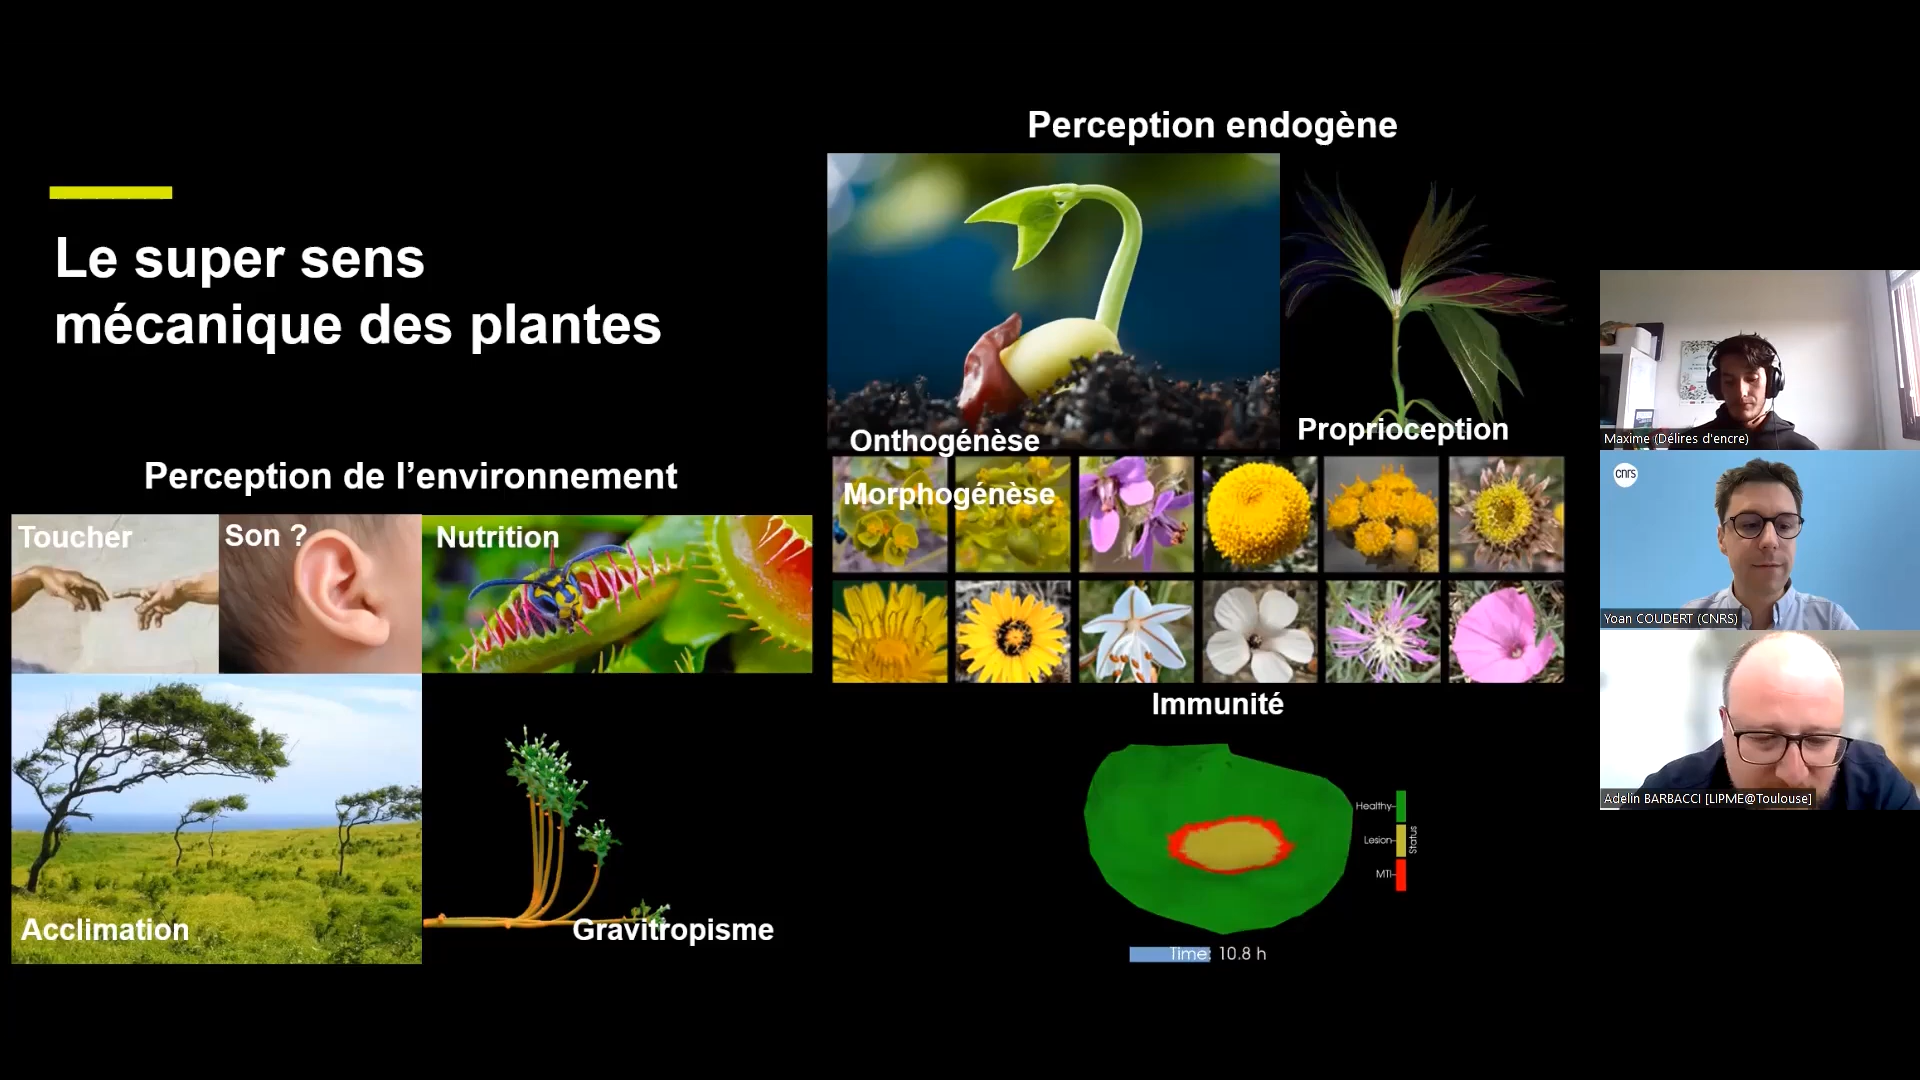 Le super sens
mécanique des plantes
Perception de l’environnement
Toucher
Son ?
Nutrition
Acclimation
Gravitropisme
Perception endogène
Onthogénèse
Proprioception
Morphogénèse
Immunité
Healthy
Lesion
MTI
Status
Time: 10.8 h
Maxime (Délires d'encre)
cnrs
Yoan COUDERT (CNRS)
Adelin BARBACCI [LIPME@Toulouse]